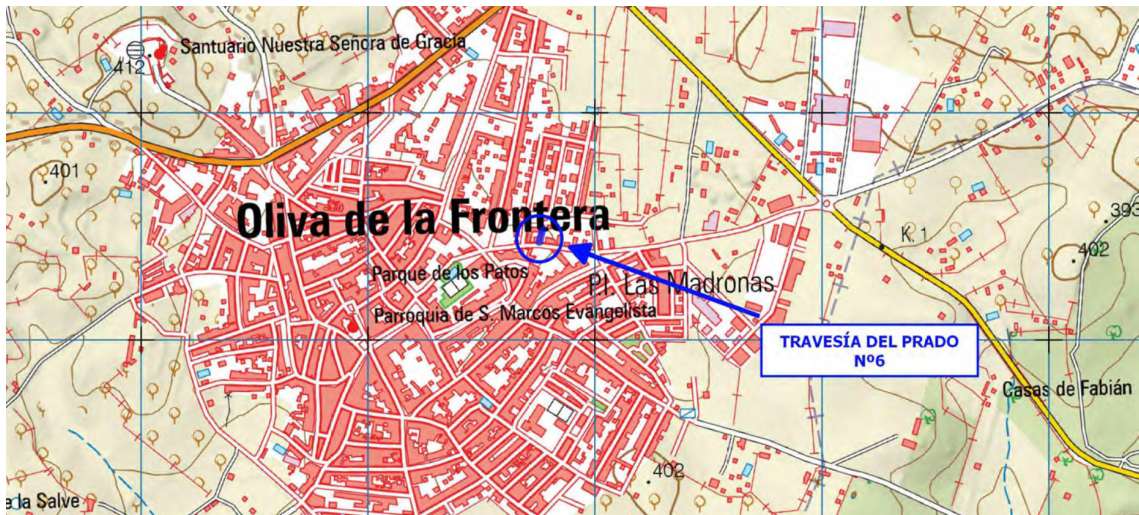 Santuario Nuestra Señora de Gracia
412
401
Oliva de la Frontera
393
K. 1
402
Parque de los Patos
Pl. Las Madronas
Parroquia de S. Marcos Evangelista
TRAVESÍA DEL PRADO
Nº6
Casas de Fabián
402
e la Salve